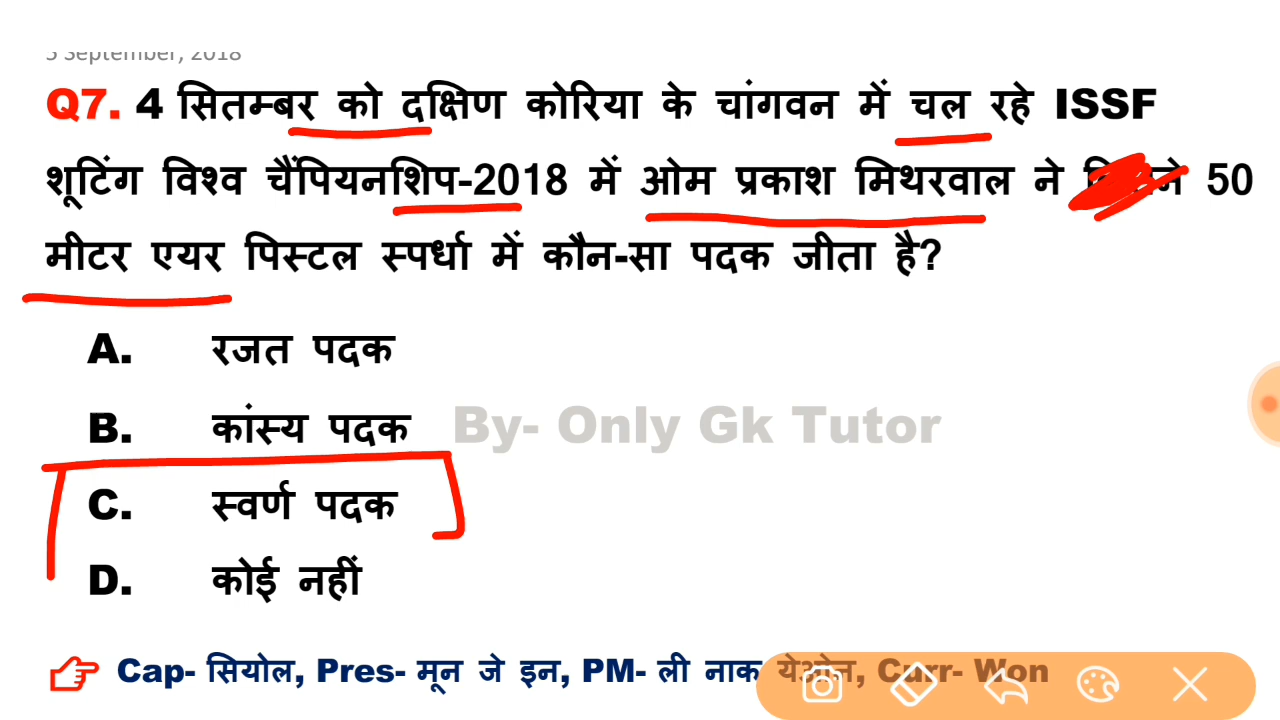 5 September, 2018
Q7. 4 सितम्बर को दक्षिण कोरिया के चांगवन में चल रहे ISSF
शूटिंग विश्व चैंपियनशिप-2018 में ओम प्रकाश मिथरवाल ने 50
मीटर एयर पिस्टल स्पर्धा में कौन-सा पदक जीता है?
A. रजत पदक
B. कांस्य पदक By- Only Gk Tutor
C. स्वर्ण पदक
D. कोई नहीं
Cap- सियोल, Pres- मून जे इन, PM- ली नाक येओन, Curr- Won